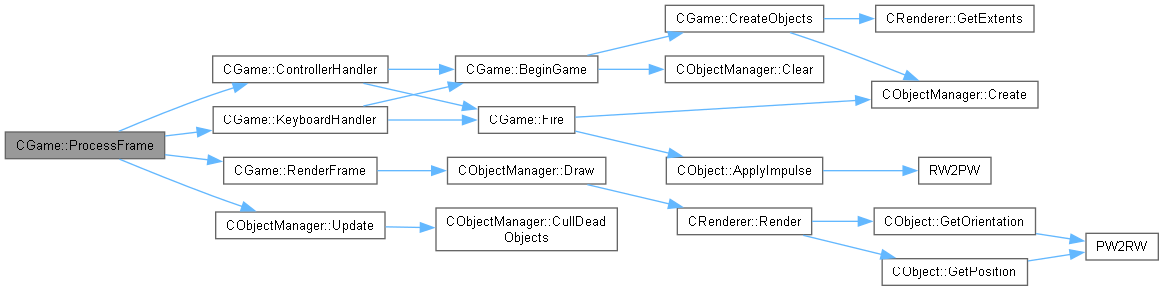 CGame::ProcessFrame
CGame::ControllerHandler
CGame::KeyboardHandler
CGame::RenderFrame
CObjectManager::Update
CGame::BeginGame
CGame::Fire
CObjectManager::Draw
CObjectManager::CullDead
Objects
CGame::CreateObjects
CObjectManager::Clear
CObject::ApplyImpulse
CRenderer::Render
CRenderer::GetExtents
CObjectManager::Create
RW2PW
CObject::GetOrientation
CObject::GetPosition
PW2RW